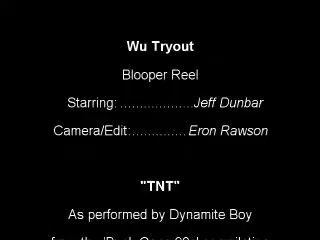 Wu Tryout
Blooper Reel
Starring: ...................Jeff Dunbar
Camera/Edit:.............. Eron Rawson
"TNT"
As performed by Dynamite Boy